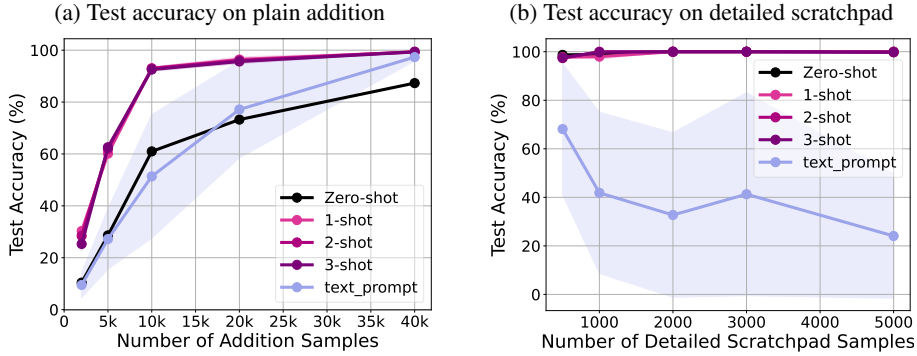 (a) Test accuracy on plain addition
Test Accuracy (%)
100
80
60
40
20
0
0 5k 10k 15k 20k 25k 30k 35k 40k
Number of Addition Samples
Zero-shot
1-shot
2-shot
3-shot
text_prompt
(b) Test accuracy on detailed scratchpad
Test Accuracy (%)
100
80
60
40
20
0
1000 2000 3000 4000 5000
Number of Detailed Scratchpad Samples
Zero-shot
1-shot
2-shot
3-shot
text_prompt